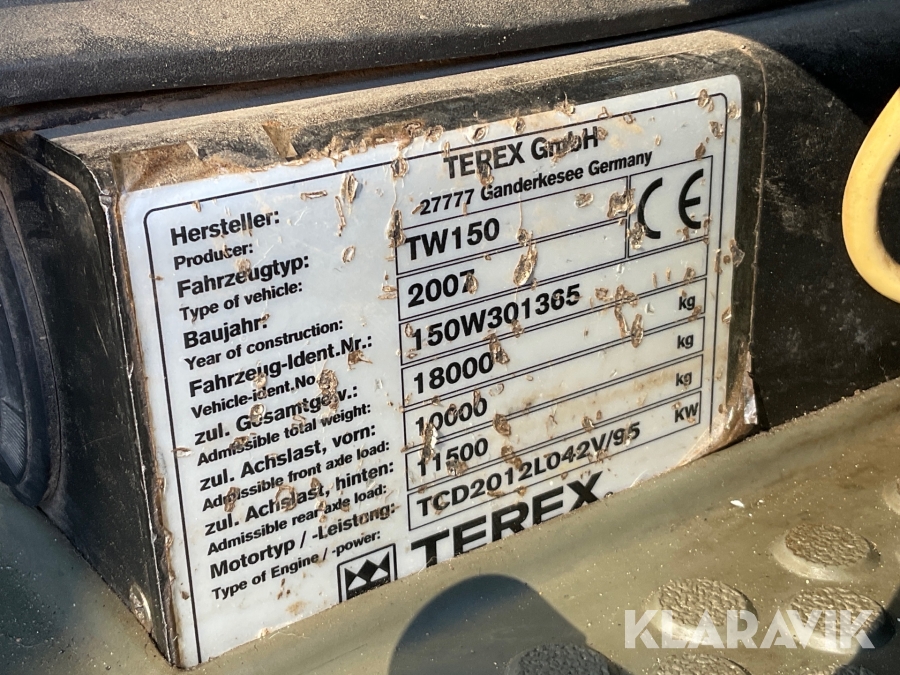 Hersteller: TEREX GmbH
Producer: 27777 Ganderkesee Germany
Fahrzeugtyp: TW150 CE
Type of vehicle:
Baujahr: 2007
Year of construction:
Fahrzeug-Ident.Nr.: 150W301365
Vehicle-ident.No
zul. Gesamtgew.: 18000 kg
Admissible total weight:
zul. Achslast, vorn: 10000 kg
Admissible front axle load:
zul. Achslast, hinten: 11500 kg
Admissible rear axle load:
Motortyp / -Leistung: TCD2012L042V/95 KW
Type of Engine / -power:
TEREX®
KLARAVIK